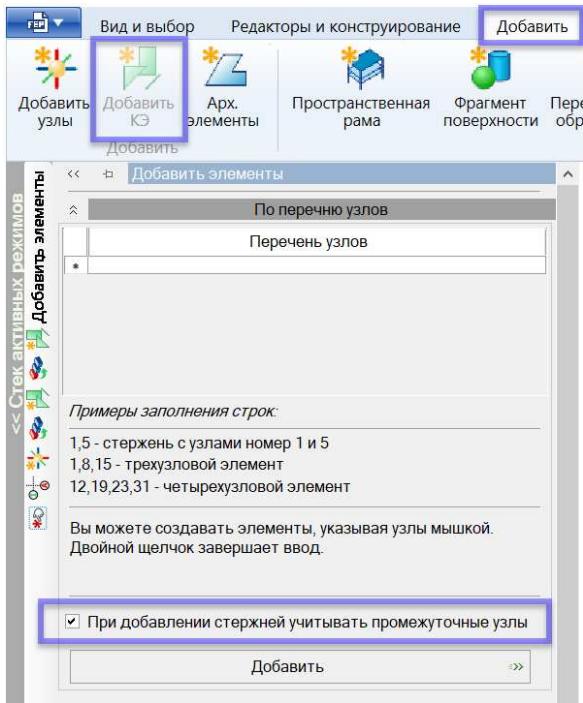 FEP
Вид и выбор Редакторы и конструирование Добавить
Добавить узлы
Добавить КЭ
Арх. элементы
Пространственная рама
Фрагмент поверхности
Пере
обр
Добавить
<< Стек активных режимов
Добавить элементы
<< Добавить элементы
По перечню узлов
Перечень узлов
*
Примеры заполнения строк:
1,5 - стержень с узлами номер 1 и 5
1,8,15 - трехузловой элемент
12,19,23,31 - четырехузловой элемент
Вы можете создавать элементы, указывая узлы мышкой.
Двойной щелчок завершает ввод.
При добавлении стержней учитывать промежуточные узлы
Добавить